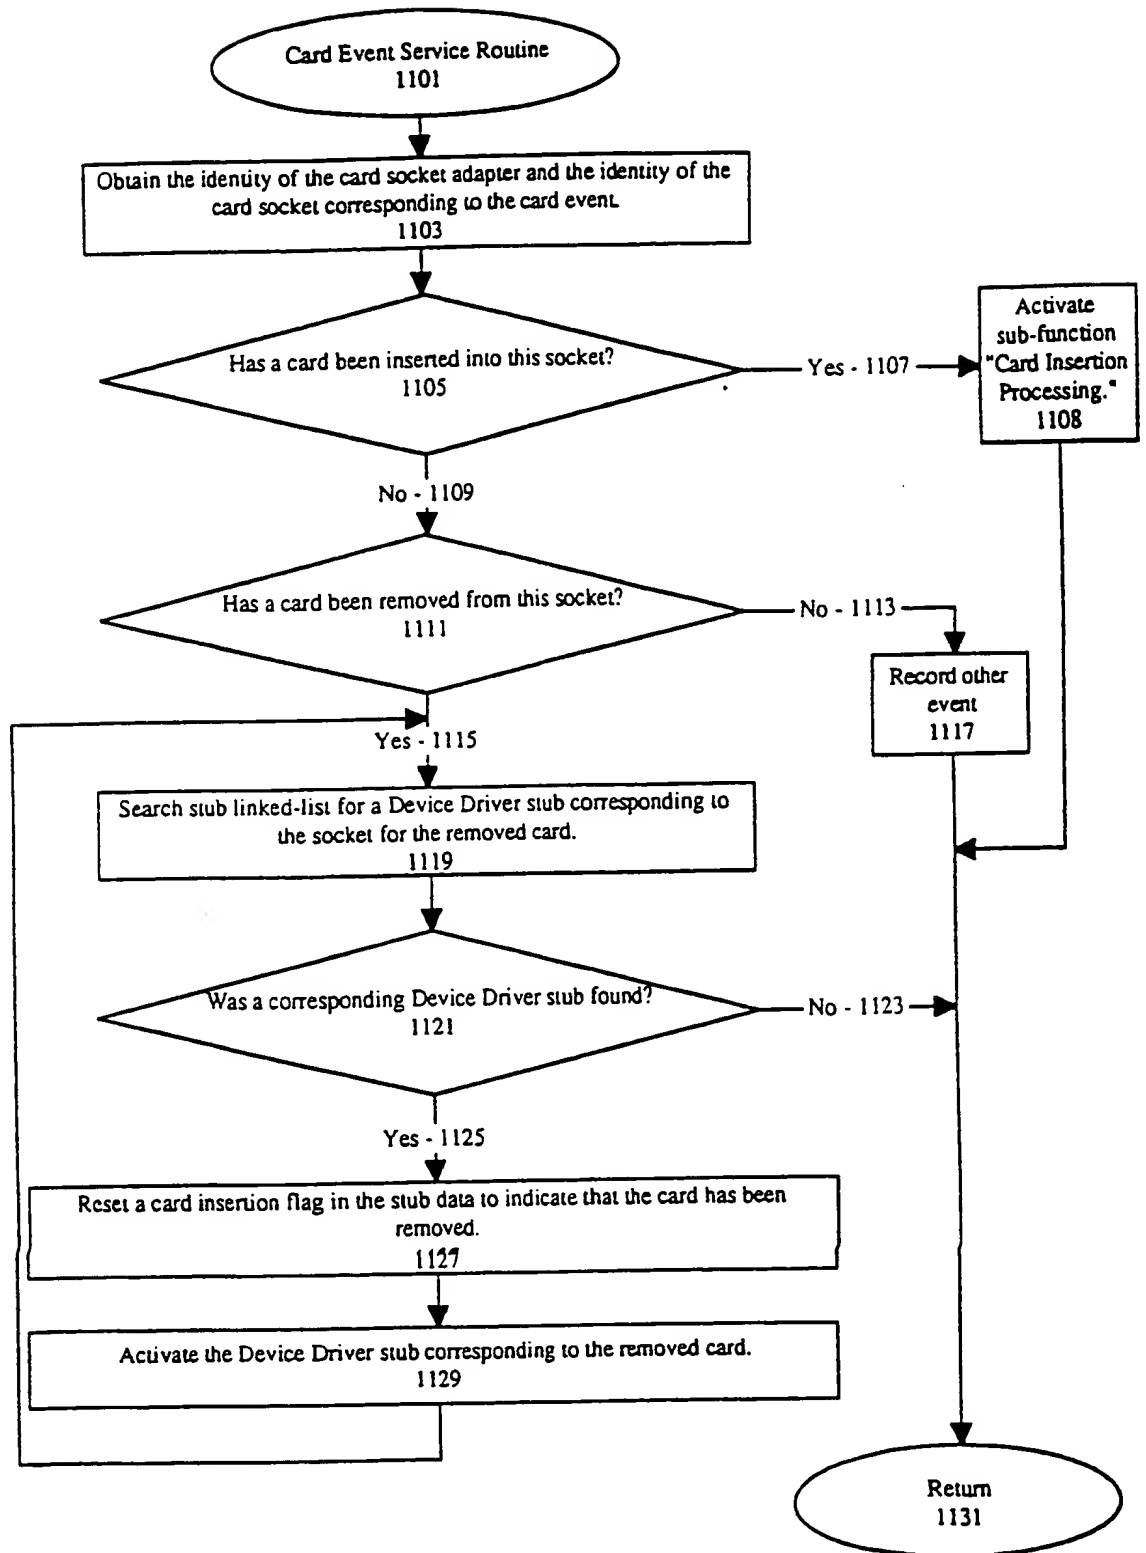 Card Event Service Routine
1101
Obtain the identity of the card socket adapter and the identity of the
card socket corresponding to the card event.
1103
Has a card been inserted into this socket?
1105
Yes - 1107
Activate
sub-function
"Card Insertion
Processing."
1108
No - 1109
Has a card been removed from this socket?
1111
No - 1113
Record other
event
1117
Yes - 1115
Search stub linked-list for a Device Driver stub corresponding to
the socket for the removed card.
1119
Was a corresponding Device Driver stub found?
1121
No - 1123
Yes - 1125
Reset a card insertion flag in the stub data to indicate that the card has been
removed.
1127
Activate the Device Driver stub corresponding to the removed card.
1129
Return
1131